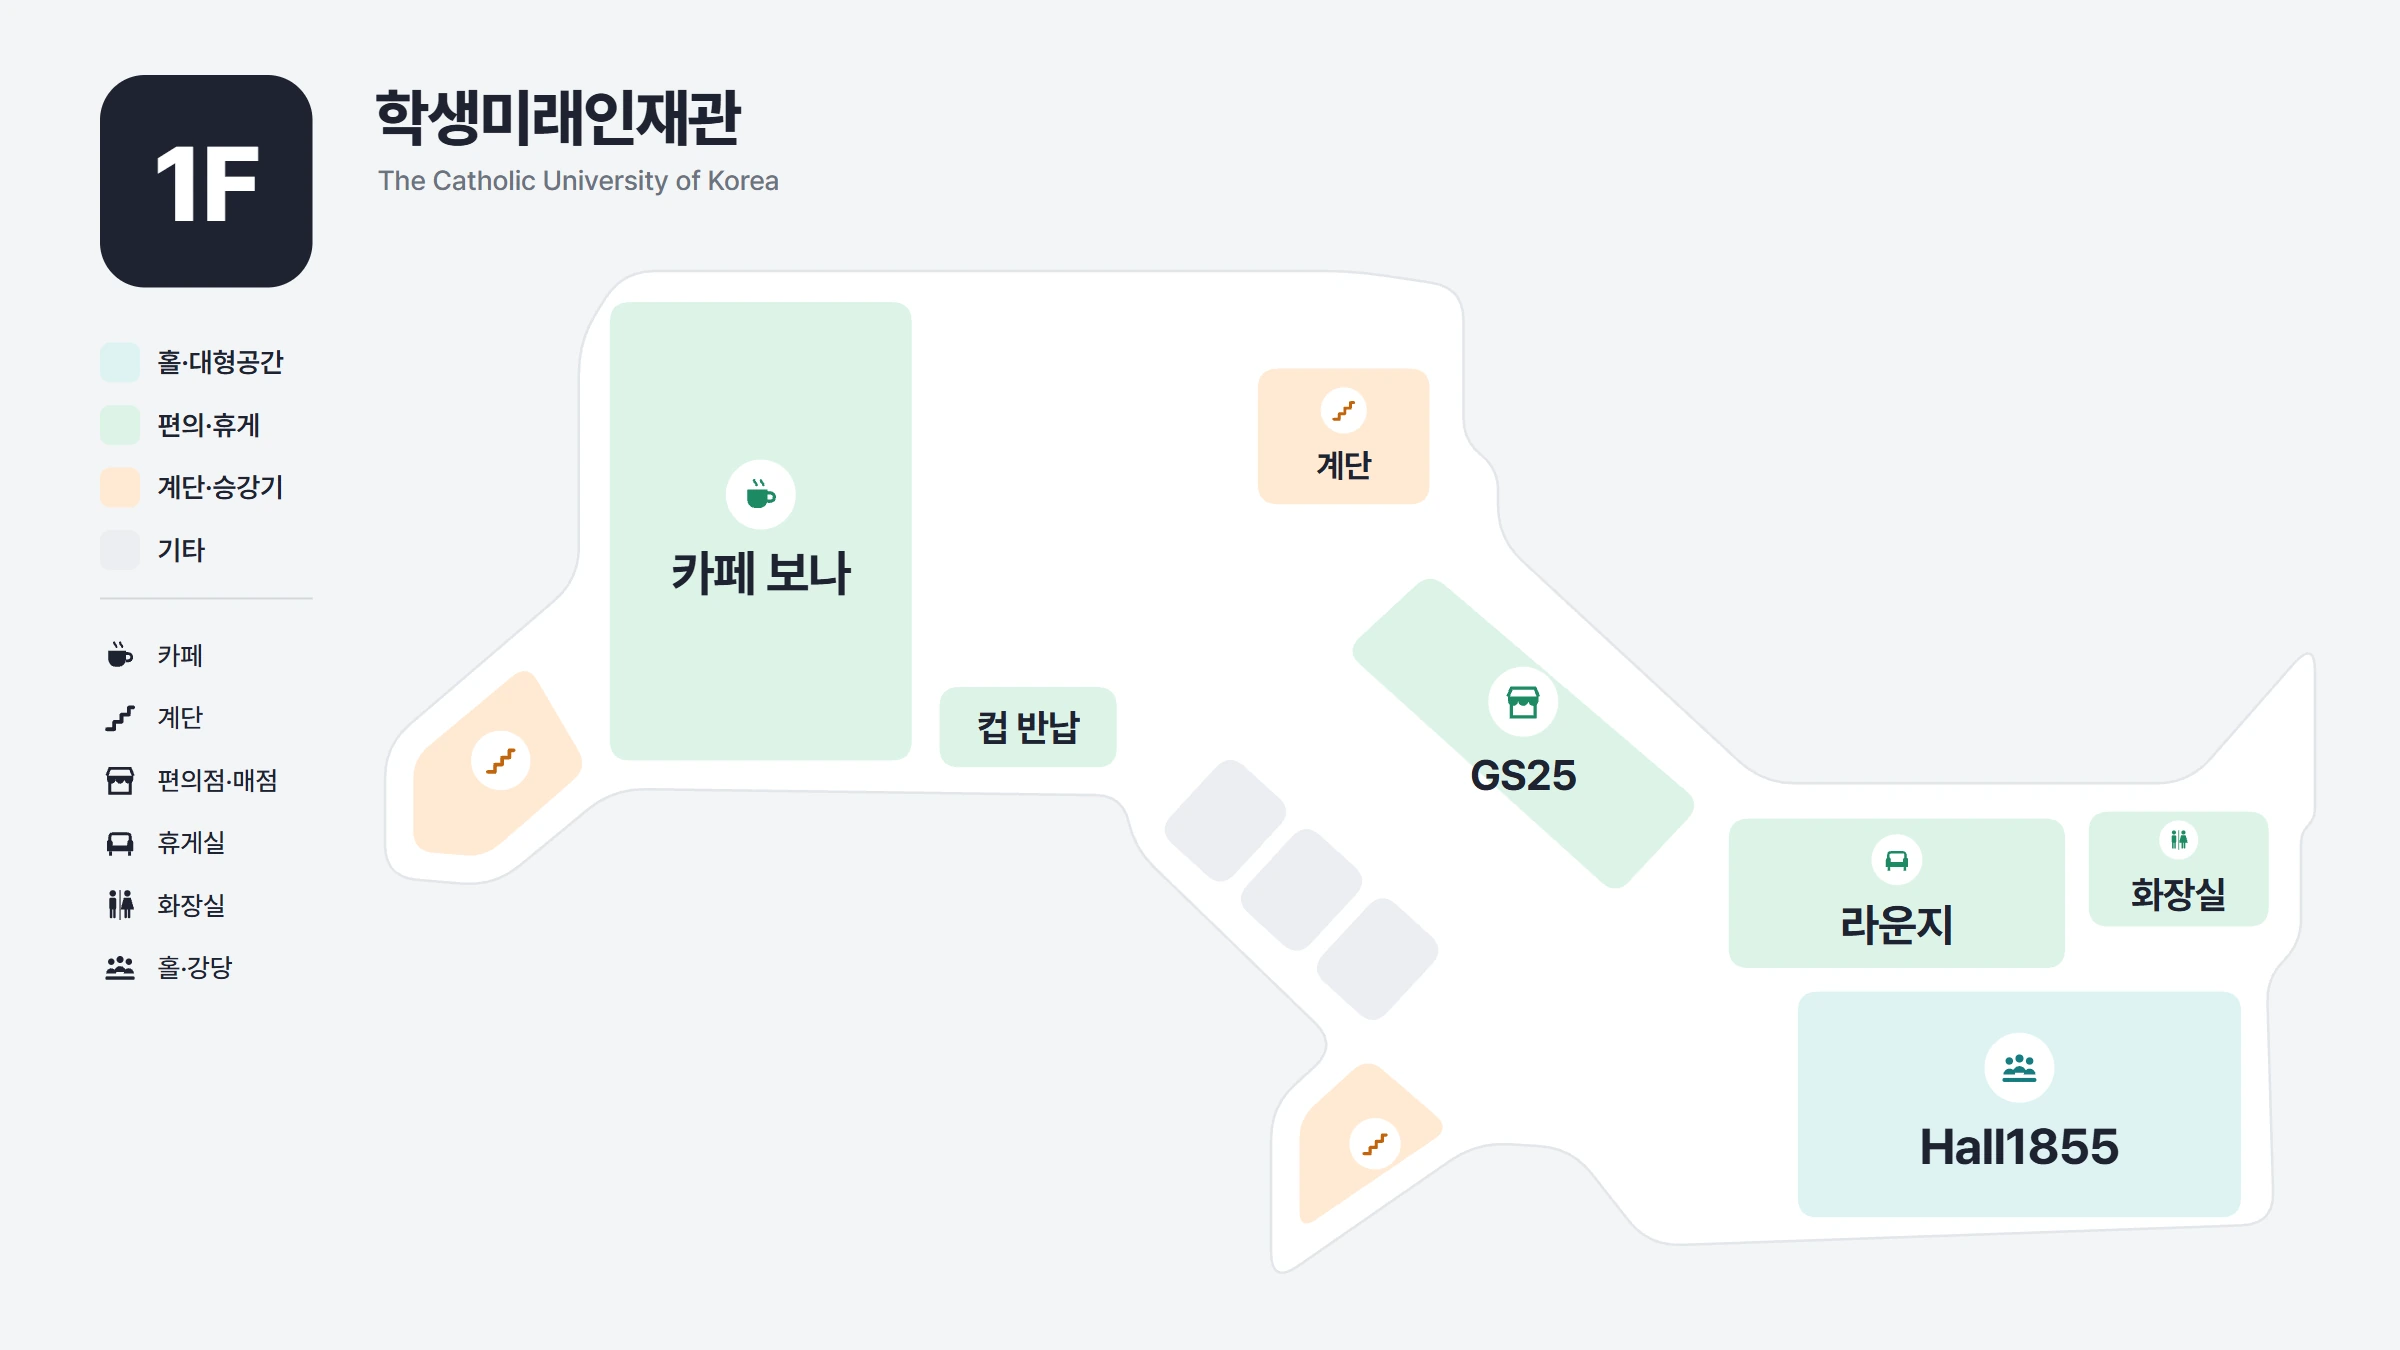 1F
학생미래인재관
The Catholic University of Korea
홀·대형공간
편의·휴게
계단·승강기
기타
카페
계단
편의점·매점
휴게실
화장실
홀·강당
카페 보나
컵 반납
계단
GS25
라운지
화장실
Hall1855